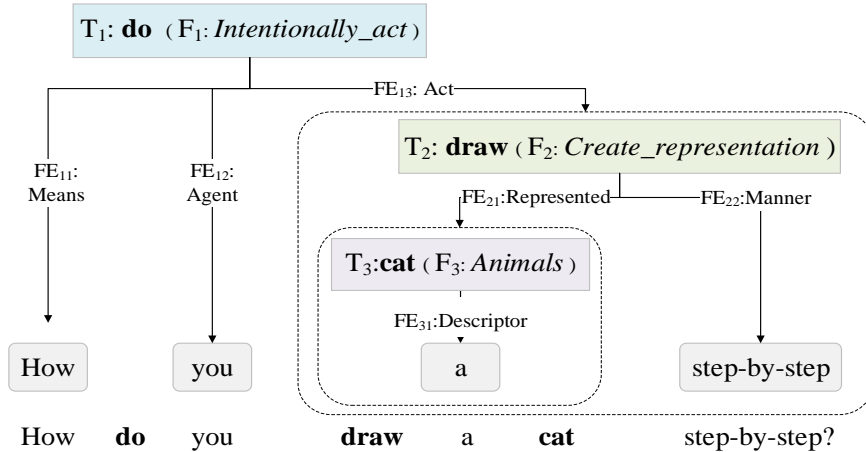 T₁: do ( F₁: Intentionally_act )
FE₁₃: Act
T₂: draw ( F₂: Create_representation )
FE₁₁:
Means
FE₁₂:
Agent
FE₂₁:Represented
FE₂₂:Manner
T₃:cat ( F₃: Animals )
FE₃₁:Descriptor
How you a step-by-step
How do you draw a cat step-by-step?